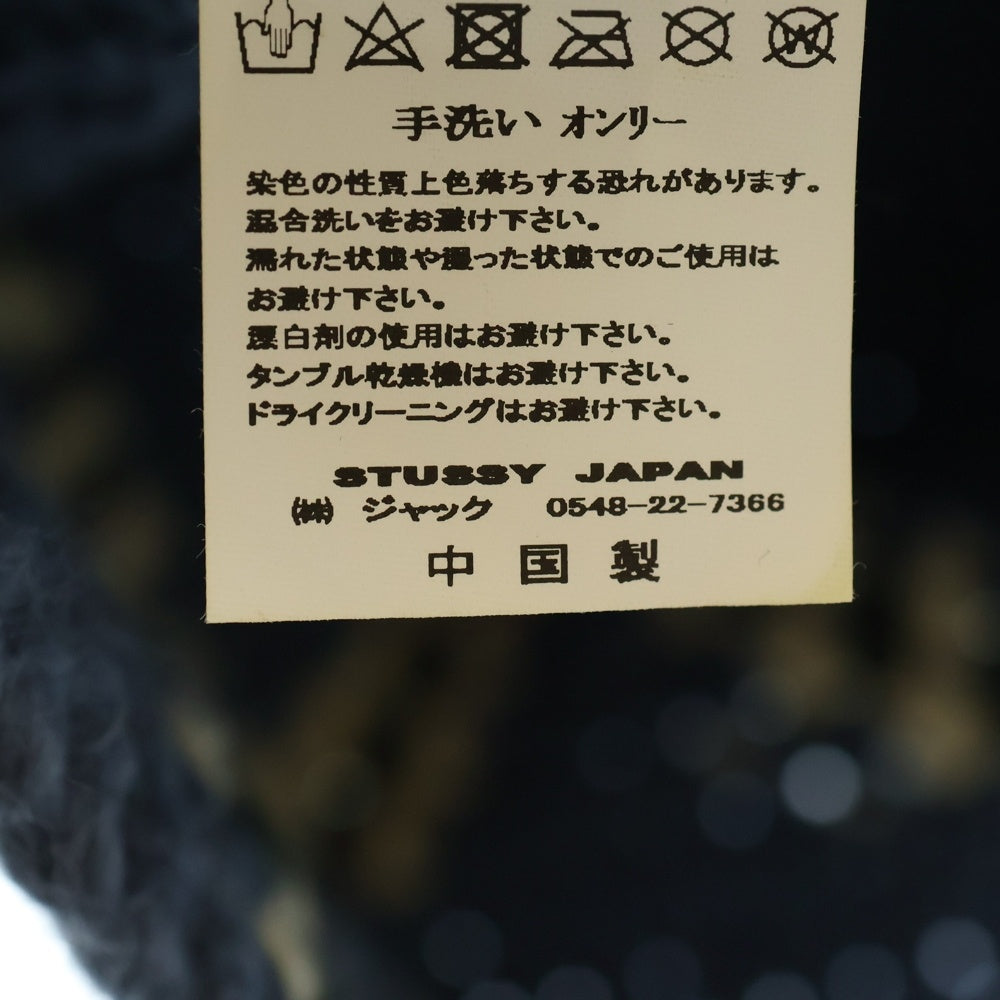 手洗い オンリー
染色の性質上色落ちする恐れがあります。
混合洗いをお避け下さい。
濡れた状態や湿った状態でのご使用は
お避け下さい。
漂白剤の使用はお避け下さい。
タンブル乾燥機はお避け下さい。
ドライクリーニングはお避け下さい。
STUSSY JAPAN
㈱ ジャック 0548-22-7366
中国製